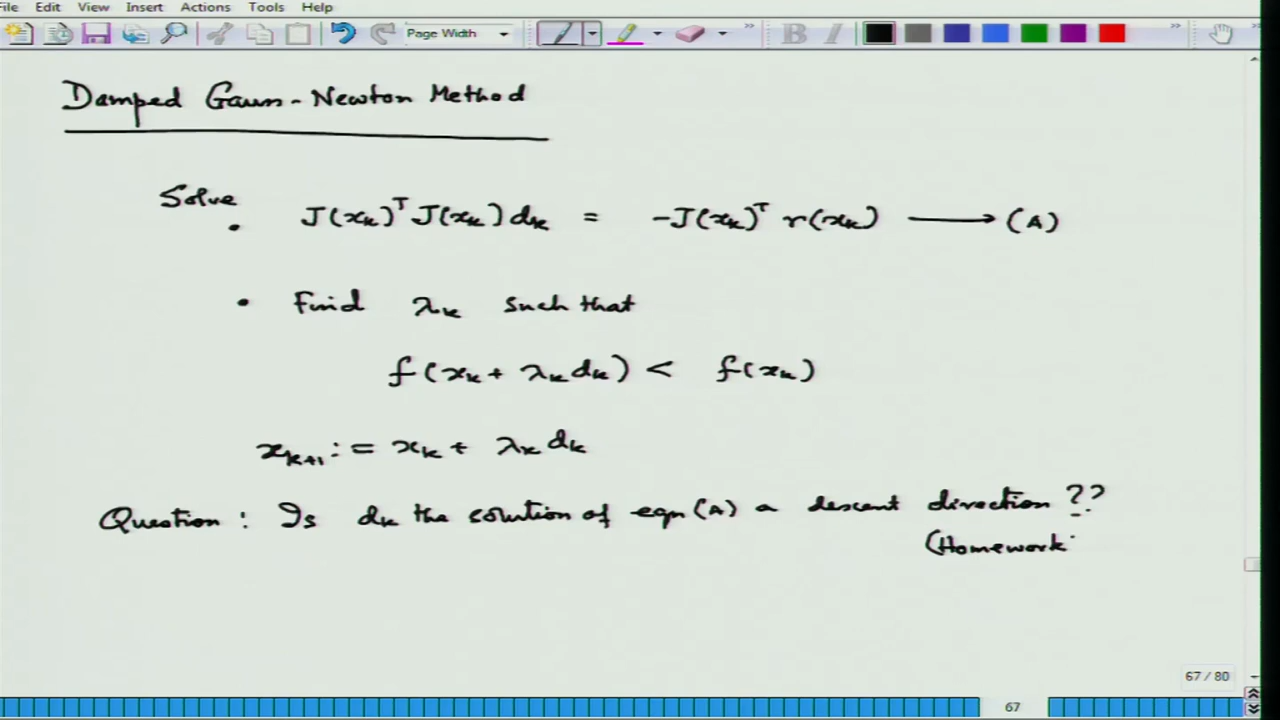 File Edit View Insert Actions Tools Help
Page Width
Damped Gauss-Newton Method
Solve
• J(xₖ)ᵀ J(xₖ) dₖ = -J(xₖ)ᵀ r(xₖ) ⟶ (A)
• Find λₖ such that
f(xₖ + λₖ dₖ) < f(xₖ)
xₖ₊₁ := xₖ + λₖ dₖ
Question : Is dₖ the solution of eqn (A) a descent direction ??
(Homework
67 / 80
67